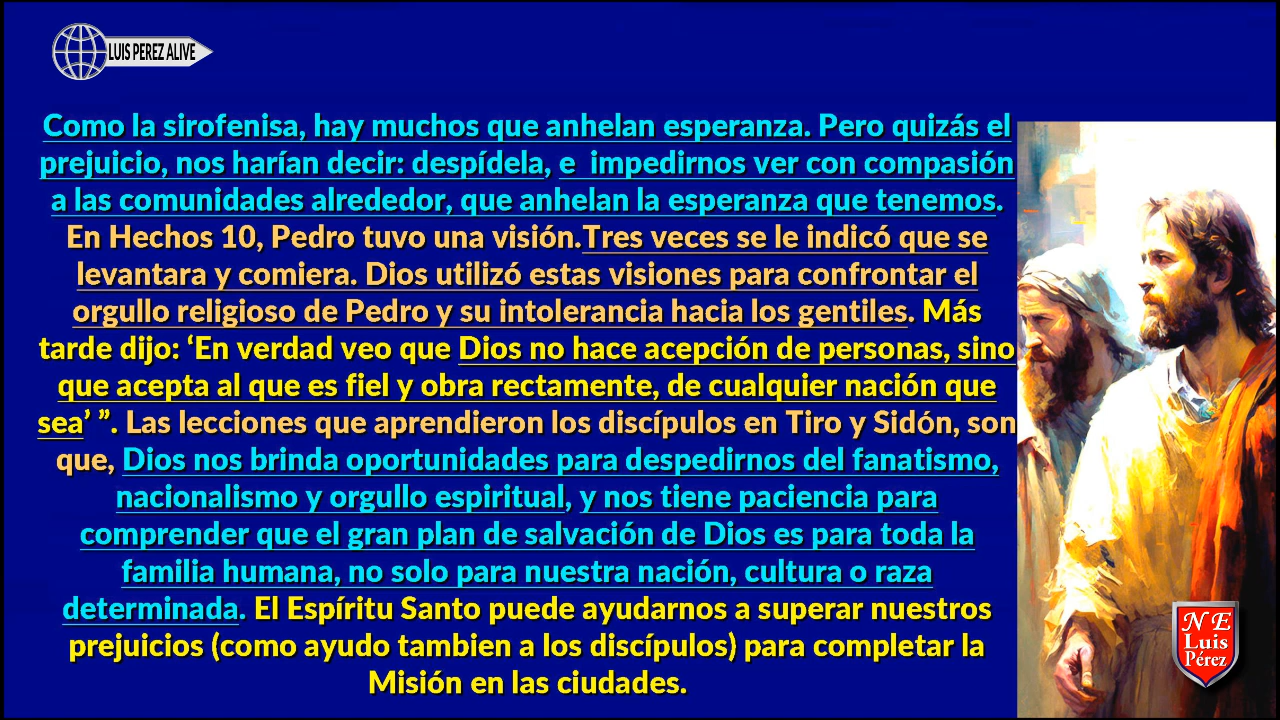 LUIS PEREZ ALIVE
Como la sirofenisa, hay muchos que anhelan esperanza. Pero quizás el
prejuicio, nos harían decir: despídela, e  impedirnos ver con compasión
a las comunidades alrededor, que anhelan la esperanza que tenemos.
En Hechos 10, Pedro tuvo una visión.Tres veces se le indicó que se
levantara y comiera. Dios utilizó estas visiones para confrontar el
orgullo religioso de Pedro y su intolerancia hacia los gentiles. Más
tarde dijo: ‘En verdad veo que Dios no hace acepción de personas, sino
que acepta al que es fiel y obra rectamente, de cualquier nación que
sea’ ”. Las lecciones que aprendieron los discípulos en Tiro y Sidón, son
que, Dios nos brinda oportunidades para despedirnos del fanatismo,
nacionalismo y orgullo espiritual, y nos tiene paciencia para
comprender que el gran plan de salvación de Dios es para toda la
familia humana, no solo para nuestra nación, cultura o raza
determinada. El Espíritu Santo puede ayudarnos a superar nuestros
prejuicios (como ayudo tambien a los discípulos) para completar la
Misión en las ciudades.
N E
Luis
Pérez